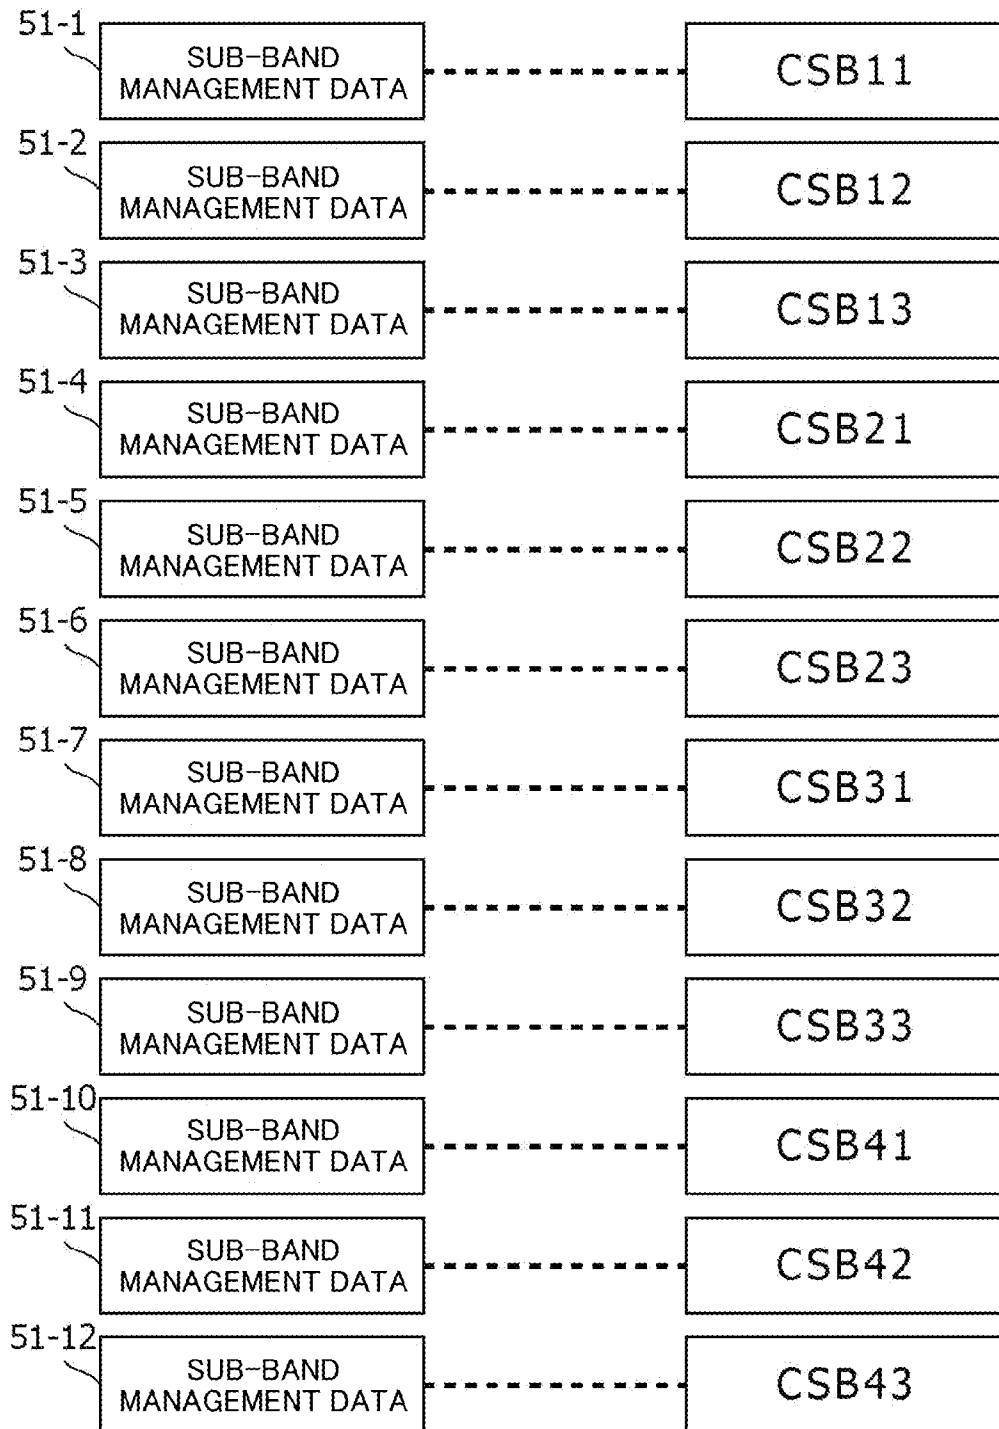 51-1
SUB-BAND
MANAGEMENT DATA
CSB11
51-2
SUB-BAND
MANAGEMENT DATA
CSB12
51-3
SUB-BAND
MANAGEMENT DATA
CSB13
51-4
SUB-BAND
MANAGEMENT DATA
CSB21
51-5
SUB-BAND
MANAGEMENT DATA
CSB22
51-6
SUB-BAND
MANAGEMENT DATA
CSB23
51-7
SUB-BAND
MANAGEMENT DATA
CSB31
51-8
SUB-BAND
MANAGEMENT DATA
CSB32
51-9
SUB-BAND
MANAGEMENT DATA
CSB33
51-10
SUB-BAND
MANAGEMENT DATA
CSB41
51-11
SUB-BAND
MANAGEMENT DATA
CSB42
51-12
SUB-BAND
MANAGEMENT DATA
CSB43